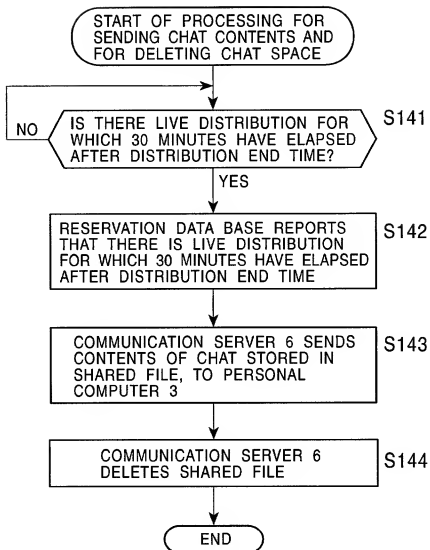 START OF PROCESSING FOR
SENDING CHAT CONTENTS AND
FOR DELETING CHAT SPACE
S141
IS THERE LIVE DISTRIBUTION FOR
WHICH 30 MINUTES HAVE ELAPSED
AFTER DISTRIBUTION END TIME?
NO
YES
S142
RESERVATION DATA BASE REPORTS
THAT THERE IS LIVE DISTRIBUTION
FOR WHICH 30 MINUTES HAVE ELAPSED
AFTER DISTRIBUTION END TIME
S143
COMMUNICATION SERVER 6 SENDS
CONTENTS OF CHAT STORED IN
SHARED FILE, TO PERSONAL
COMPUTER 3
S144
COMMUNICATION SERVER 6
DELETES SHARED FILE
END